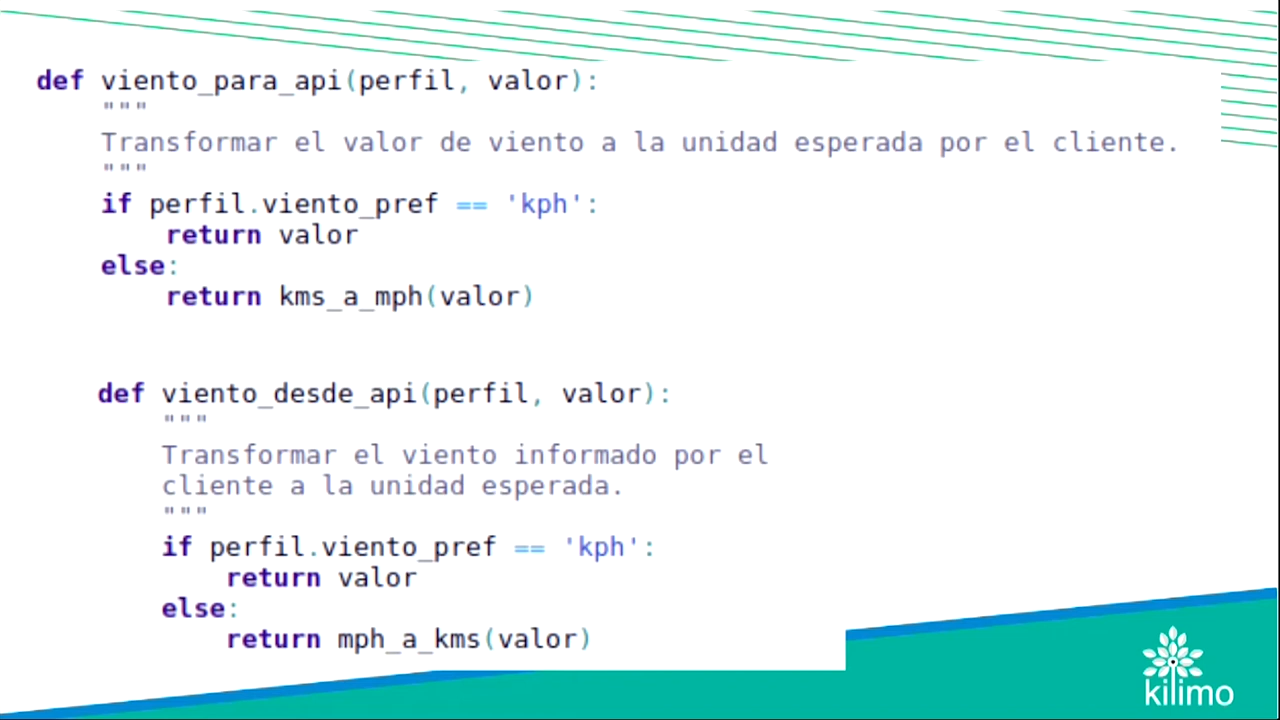 def viento_para_api(perfil, valor):
"""
Transformar el valor de viento a la unidad esperada por el cliente.
"""
if perfil.viento_pref == 'kph':
return valor
else:
return kms_a_mph(valor)
def viento_desde_api(perfil, valor):
"""
Transformar el viento informado por el
cliente a la unidad esperada.
"""
if perfil.viento_pref == 'kph':
return valor
else:
return mph_a_kms(valor)
kilimo